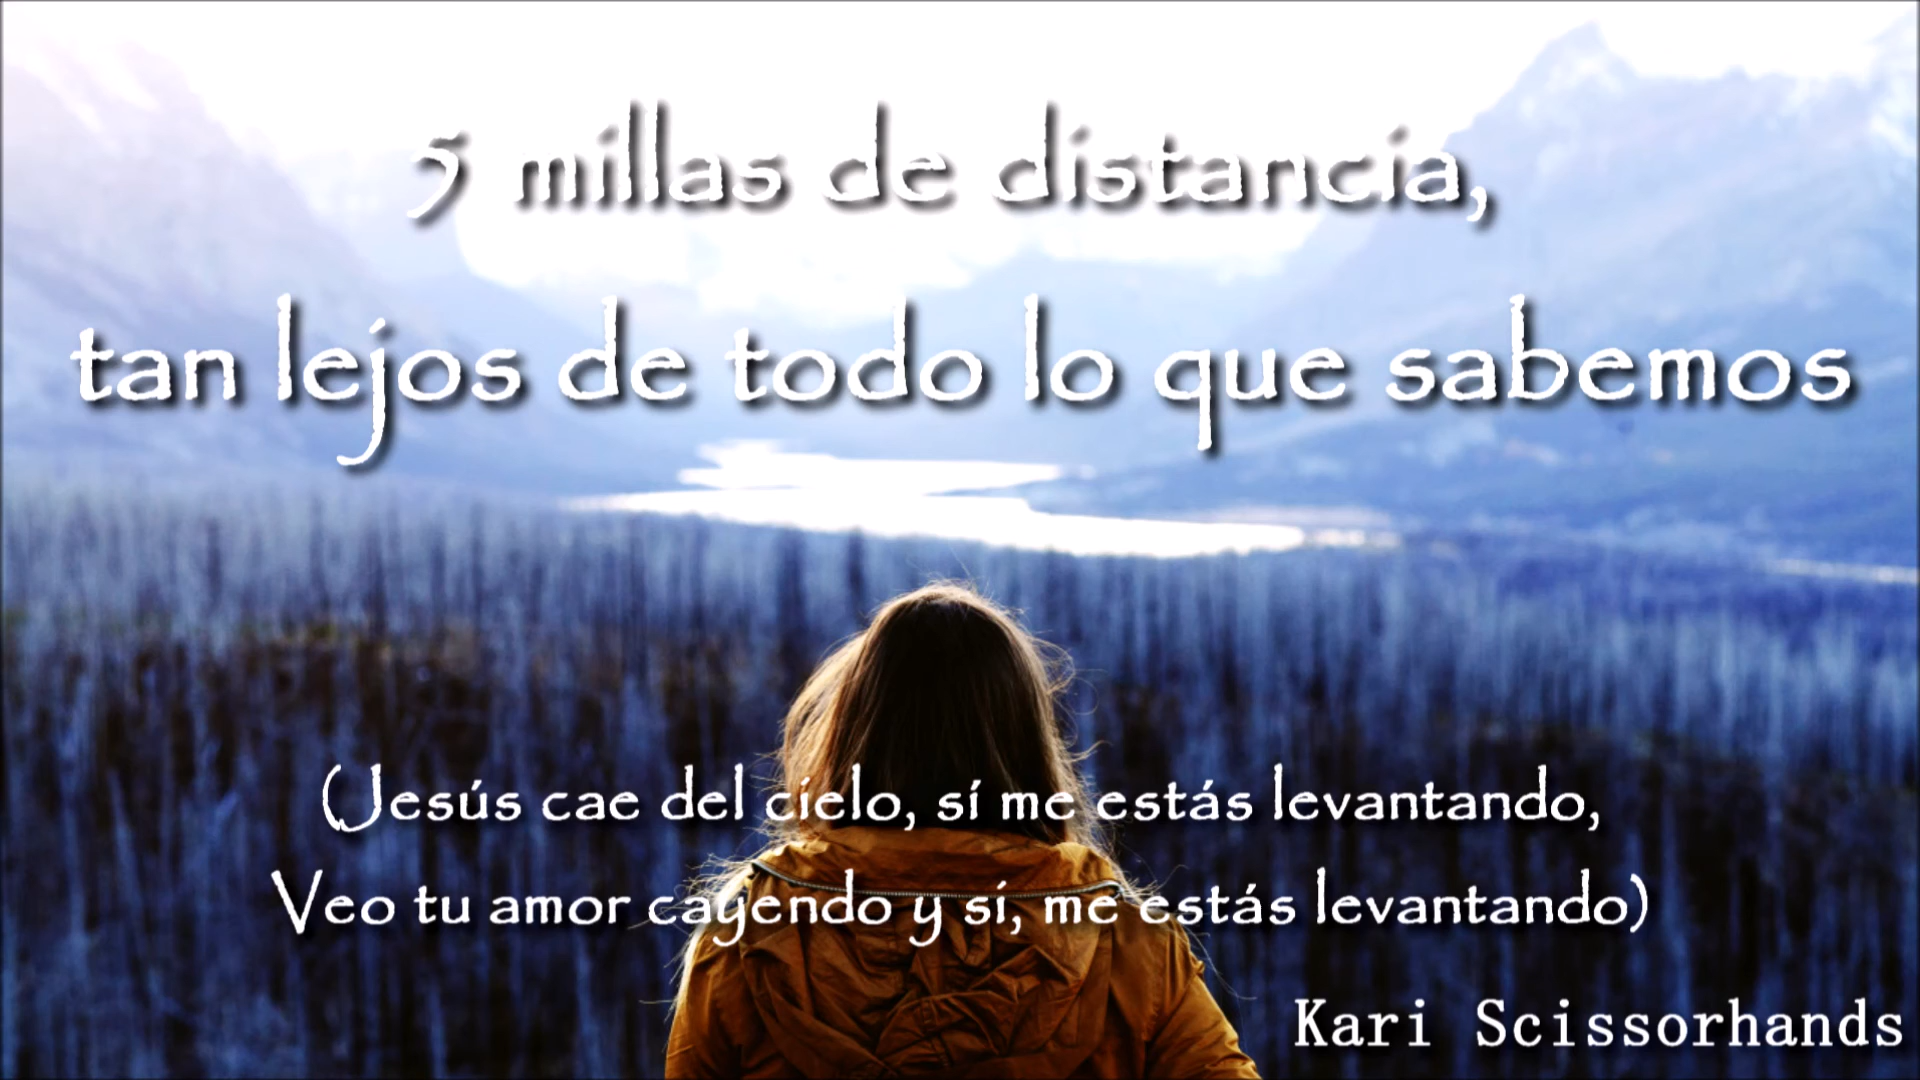 5 millas de distancia,
tan lejos de todo lo que sabemos
(Jesús cae del cielo, sí me estás levantando,
Veo tu amor cayendo y sí, me estás levantando)
Kari Scissorhands